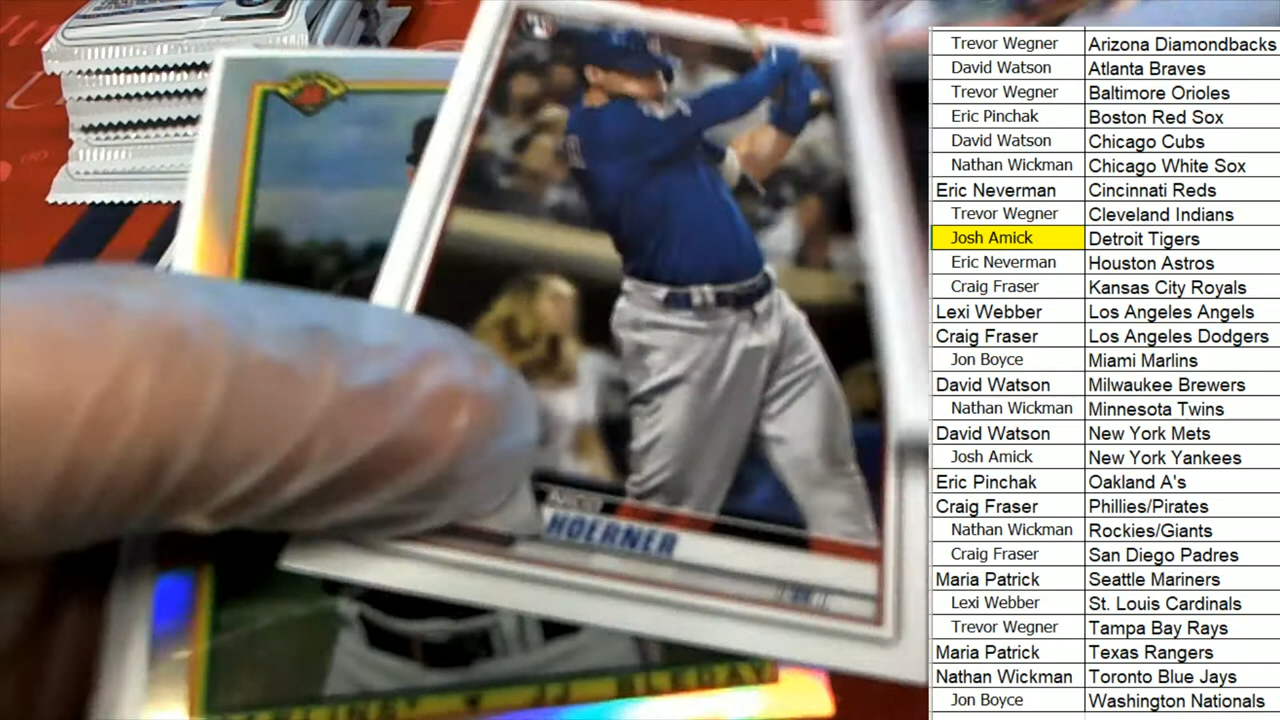 HOERNER
JJ BLEDAY
Trevor Wegner Arizona Diamondbacks
David Watson Atlanta Braves
Trevor Wegner Baltimore Orioles
Eric Pinchak Boston Red Sox
David Watson Chicago Cubs
Nathan Wickman Chicago White Sox
Eric Neverman Cincinnati Reds
Trevor Wegner Cleveland Indians
Josh Amick Detroit Tigers
Eric Neverman Houston Astros
Craig Fraser Kansas City Royals
Lexi Webber Los Angeles Angels
Craig Fraser Los Angeles Dodgers
Jon Boyce Miami Marlins
David Watson Milwaukee Brewers
Nathan Wickman Minnesota Twins
David Watson New York Mets
Josh Amick New York Yankees
Eric Pinchak Oakland A's
Craig Fraser Phillies/Pirates
Nathan Wickman Rockies/Giants
Craig Fraser San Diego Padres
Maria Patrick Seattle Mariners
Lexi Webber St. Louis Cardinals
Trevor Wegner Tampa Bay Rays
Maria Patrick Texas Rangers
Nathan Wickman Toronto Blue Jays
Jon Boyce Washington Nationals